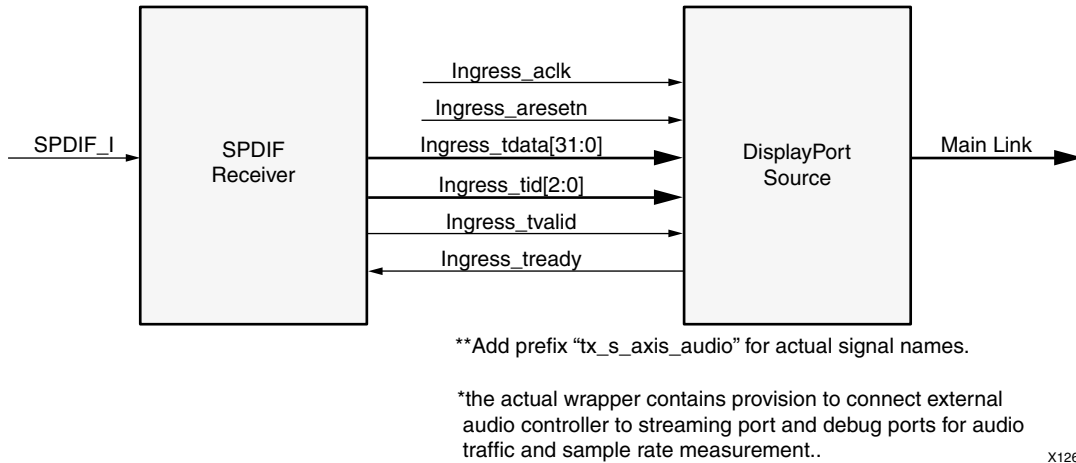 Ingress_aclk
Ingress_aresetn
SPDIF_I
SPDIF
Receiver
Ingress_tdata[31:0]
DisplayPort
Source
Main Link
Ingress_tid[2:0]
Ingress_tvalid
Ingress_tready
**Add prefix “tx_s_axis_audio” for actual signal names.
*the actual wrapper contains provision to connect external
audio controller to streaming port and debug ports for audio
traffic and sample rate measurement..
X126